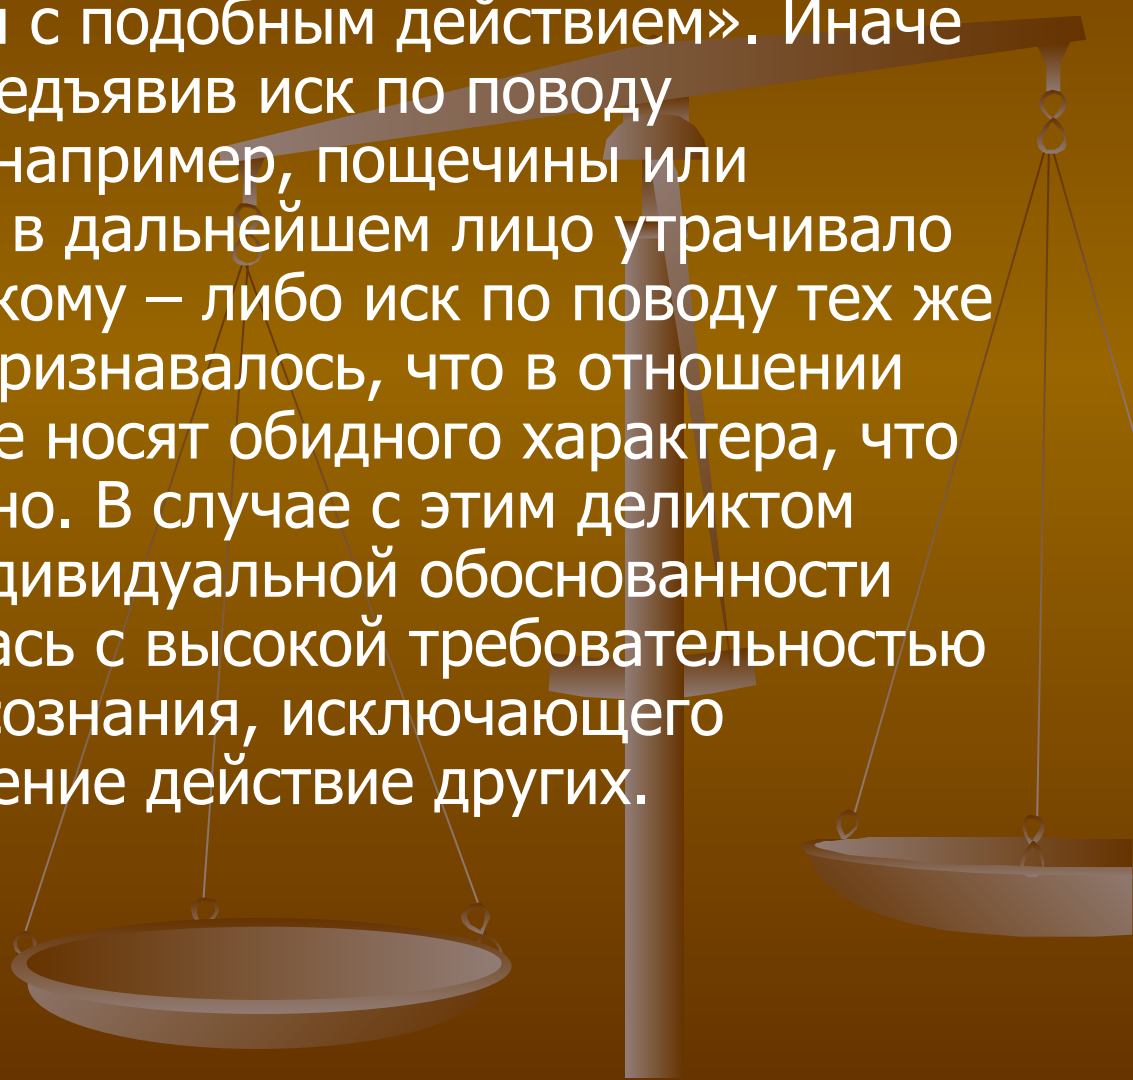 с подобным действием». Иначе
едъявив иск по поводу
например, пощечины или
в дальнейшем лицо утрачивало
кому – либо иск по поводу тех же
ризнавалось, что в отношении
е носят обидного характера, что
но. В случае с этим деликтом
дивидуальной обоснованности
ась с высокой требовательностью
ознания, исключающего
ение действие других.